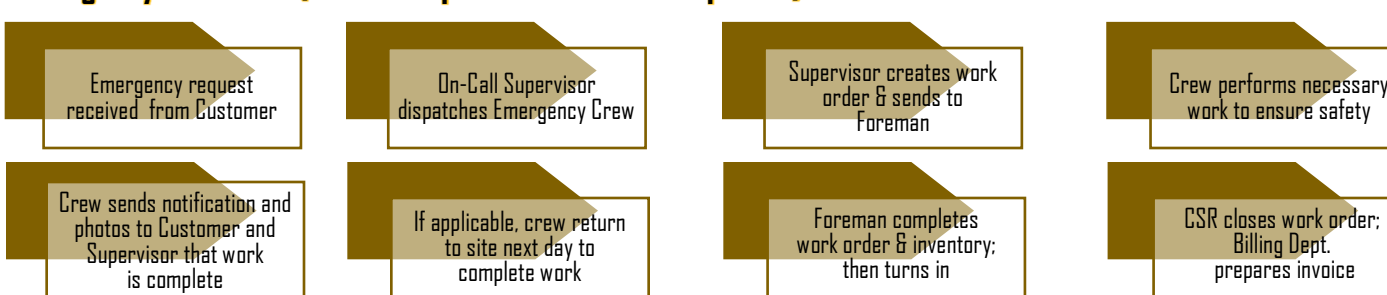 Emergency request
received from Customer
On-Call Supervisor
dispatches Emergency Crew
Supervisor creates work
order & sends to
Foreman
Crew performs necessary
work to ensure safety
Crew sends notification and
photos to Customer and
Supervisor that work
is complete
If applicable, crew return
to site next day to
complete work
Foreman completes
work order & inventory;
then turns in
CSR closes work order;
Billing Dept.
prepares invoice